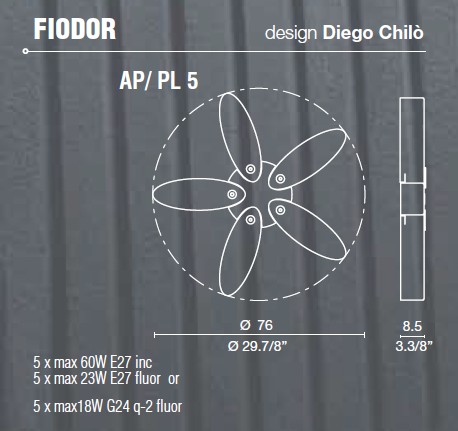 FIODOR
design Diego Chilò
AP/ PL 5
Ø 76
Ø 29.7/8”
8.5
3.3/8”
5 x max 60W E27 inc
5 x max 23W E27 fluor or
5 x max18W G24 q-2 fluor